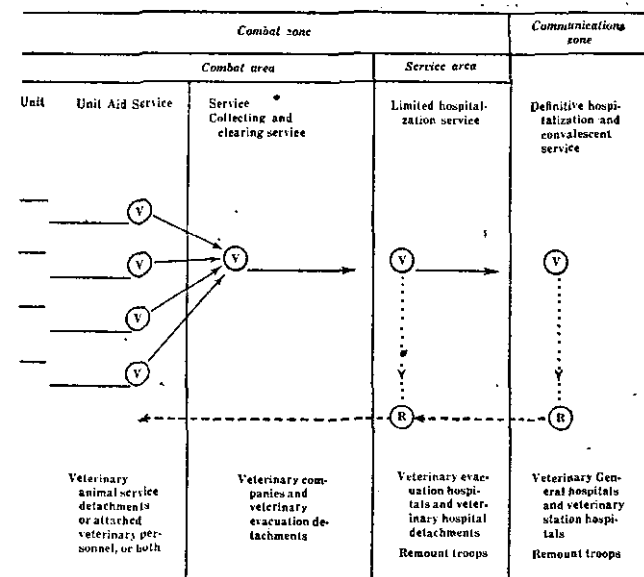 Combat zone
Communications
zone
Combat area
Service area
Unit
Unit Aid Service
Service
Collecting and
clearing service
Limited hospital-
zation service
Definitive hospi-
talization and
convalescent
service
V
V
V
V
V
V
V
R
R
Veterinary
animal service
detachments
or attached
veterinary per-
sonnel, or both
Veterinary com-
panies and
veterinary
evacuation de-
tachments
Veterinary evac-
uation hospi-
tals and veter-
inary hospital
detachments
Remount troops
Veterinary Gen-
eral hospitals
and veterinary
station hospi-
tals
Remount troops